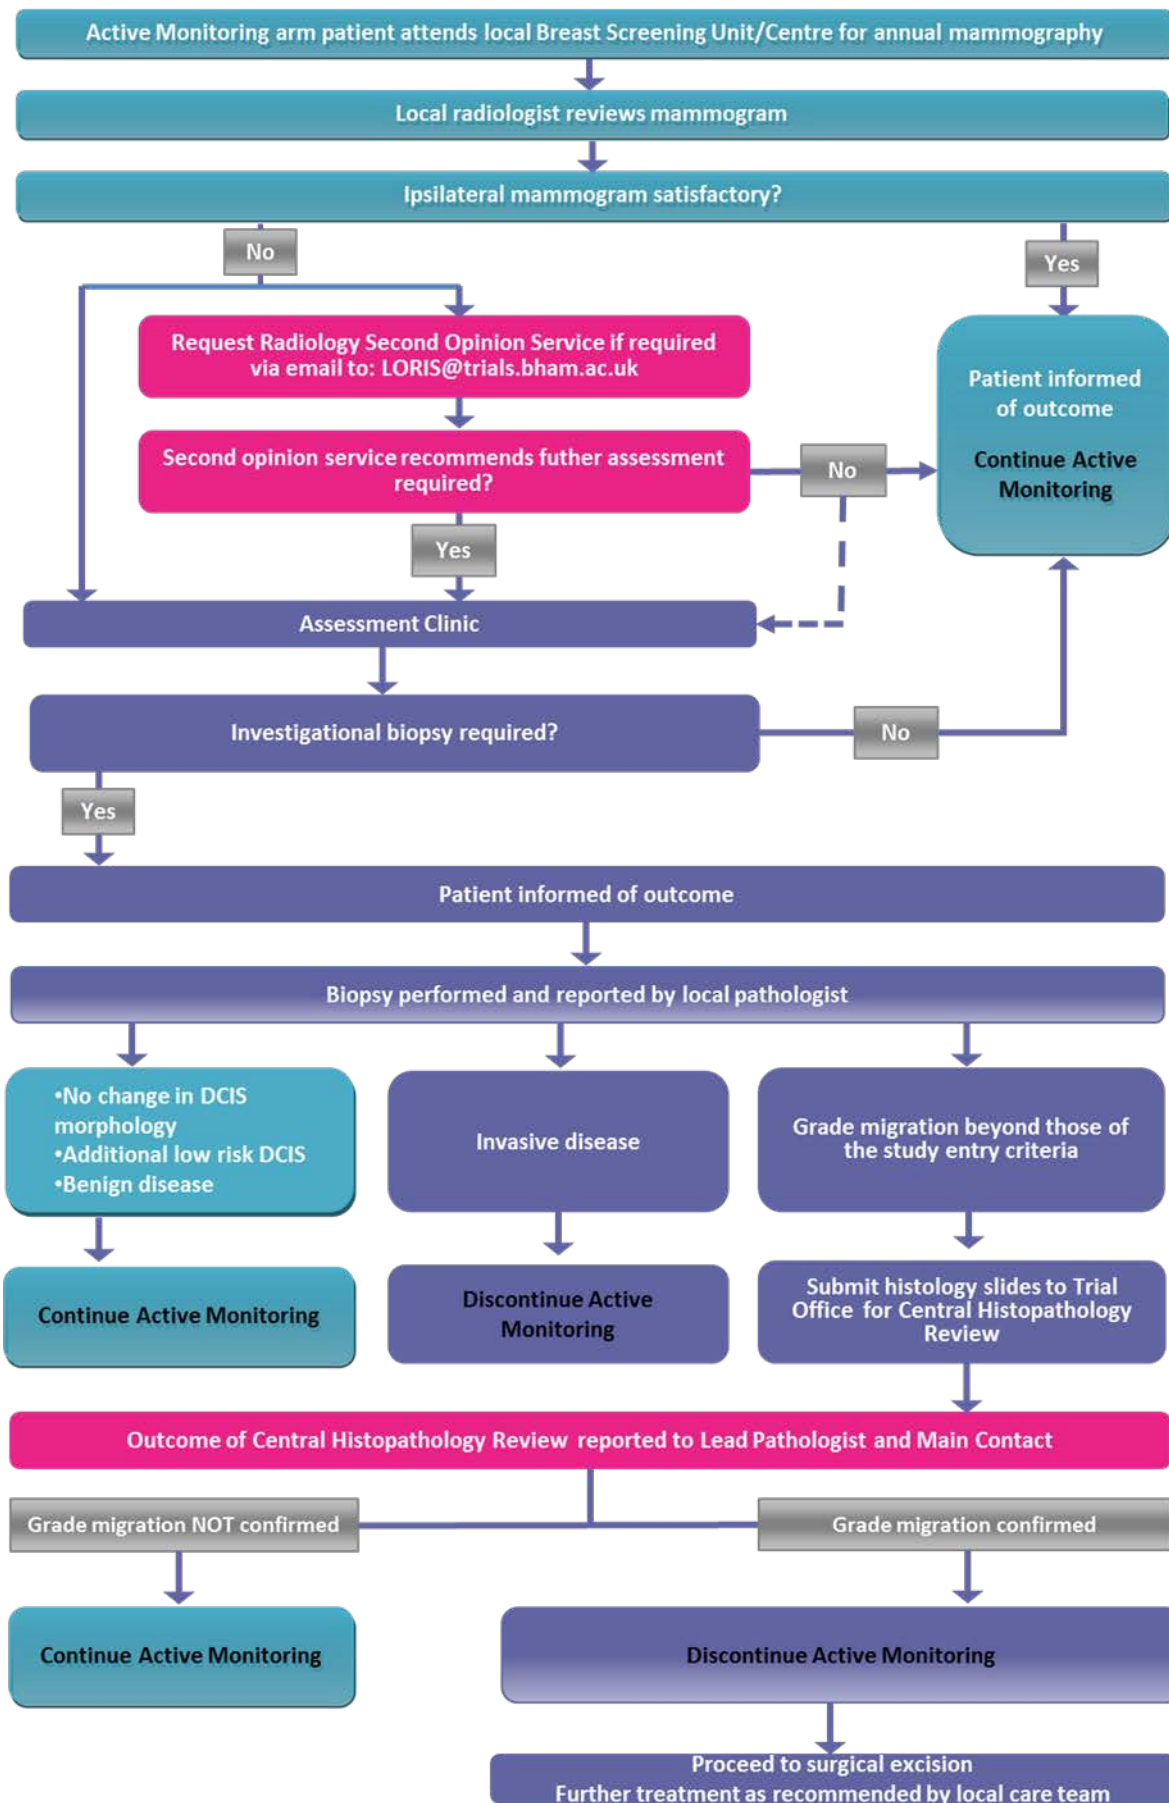 Active Monitoring arm patient attends local Breast Screening Unit/Centre for annual mammography
Local radiologist reviews mammogram
Ipsilateral mammogram satisfactory?
No
Yes
Request Radiology Second Opinion Service if required
via email to: LORIS@trials.bham.ac.uk
Patient informed
of outcome
Continue Active
Monitoring
Second opinion service recommends futher assessment
required?
No
Yes
Assessment Clinic
Investigational biopsy required?
No
Yes
Patient informed of outcome
Biopsy performed and reported by local pathologist
•No change in DCIS
morphology
•Additional low risk DCIS
•Benign disease
Invasive disease
Grade migration beyond those of
the study entry criteria
Continue Active Monitoring
Discontinue Active
Monitoring
Submit histology slides to Trial
Office for Central Histopathology
Review
Outcome of Central Histopathology Review reported to Lead Pathologist and Main Contact
Grade migration NOT confirmed
Grade migration confirmed
Continue Active Monitoring
Discontinue Active Monitoring
Proceed to surgical excision
Further treatment as recommended by local care team